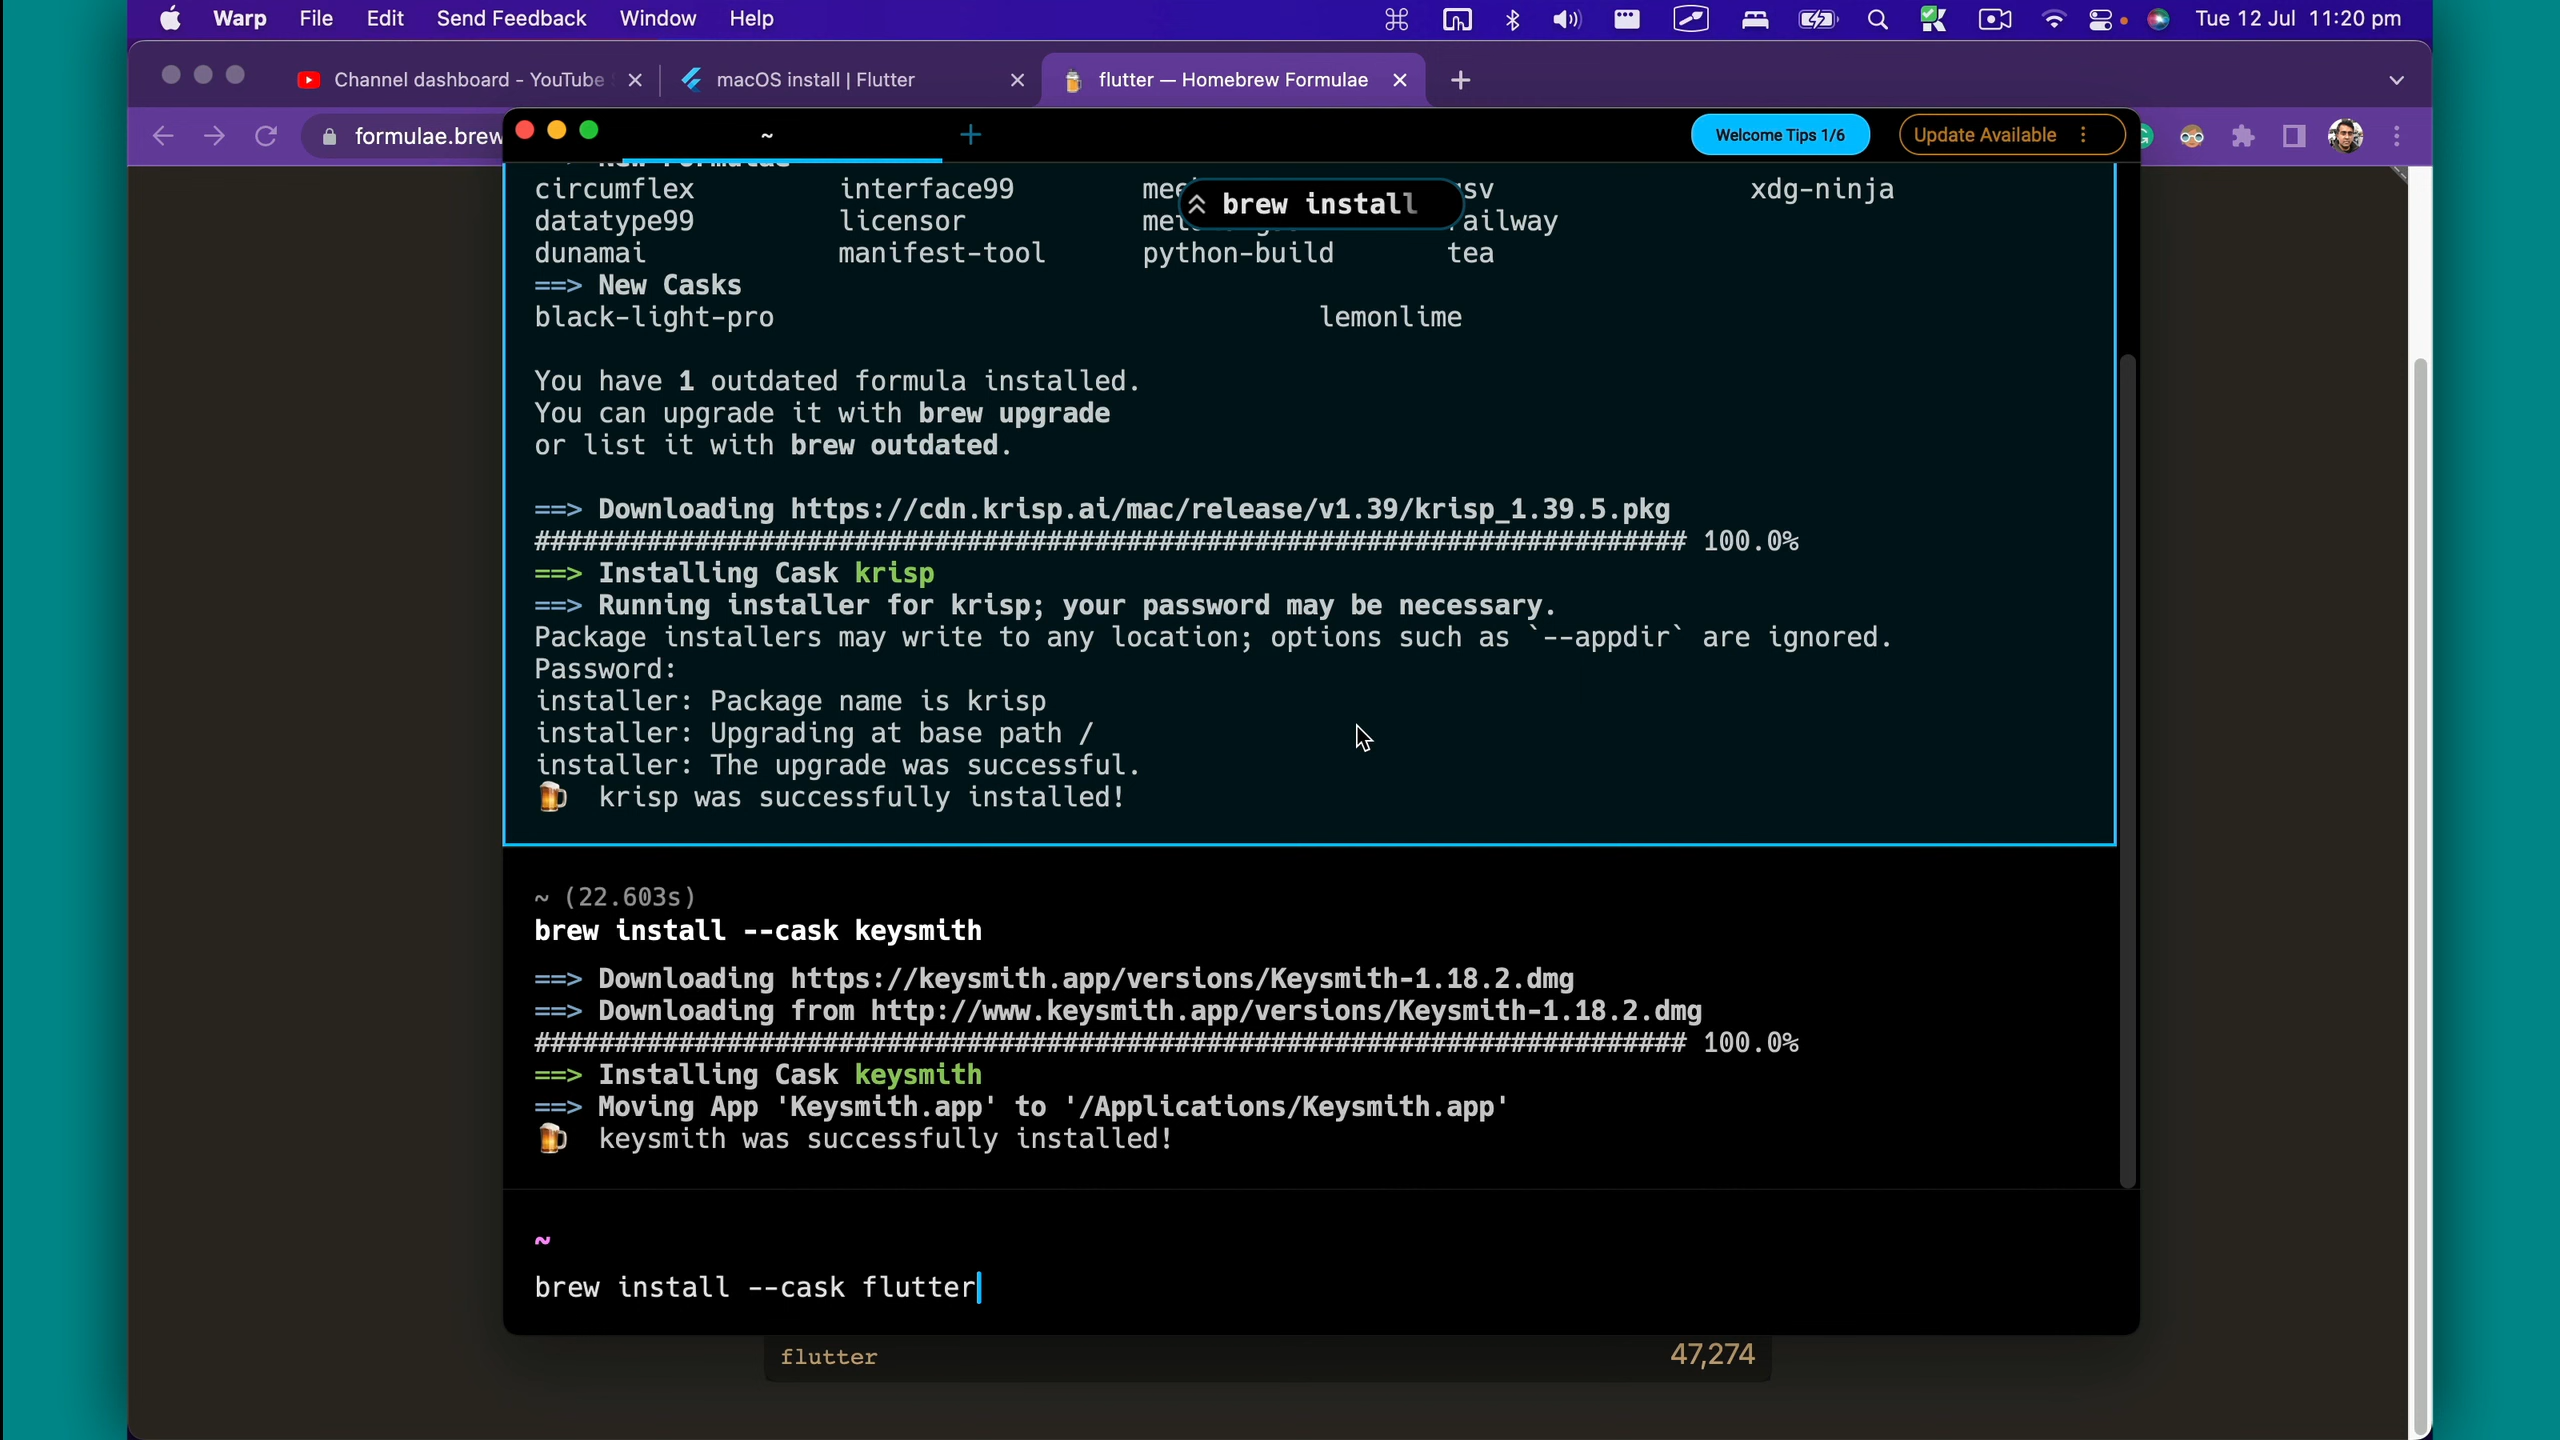 Warp File Edit Send Feedback Window Help Tue 12 Jul 11:20 pm
Channel dashboard - YouTube macOS install | Flutter flutter — Homebrew Formulae
formulae.brew
~ + Welcome Tips 1/6 Update Available
==> New Formulae
circumflex interface99 sv xdg-ninja
brew install
datatype99 licensor railway
dunamai manifest-tool python-build tea
==> New Casks
black-light-pro lemonlime
You have 1 outdated formula installed.
You can upgrade it with brew upgrade
or list it with brew outdated.
==> Downloading https://cdn.krisp.ai/mac/release/v1.39/krisp_1.39.5.pkg
######################################################################## 100.0%
==> Installing Cask krisp
==> Running installer for krisp; your password may be necessary.
Package installers may write to any location; options such as `--appdir` are ignored.
Password:
installer: Package name is krisp
installer: Upgrading at base path /
installer: The upgrade was successful.
🍺 krisp was successfully installed!
~ (22.603s)
brew install --cask keysmith
==> Downloading https://keysmith.app/versions/Keysmith-1.18.2.dmg
==> Downloading from http://www.keysmith.app/versions/Keysmith-1.18.2.dmg
######################################################################## 100.0%
==> Installing Cask keysmith
==> Moving App 'Keysmith.app' to '/Applications/Keysmith.app'
🍺 keysmith was successfully installed!
~
brew install --cask flutter
flutter 47,274